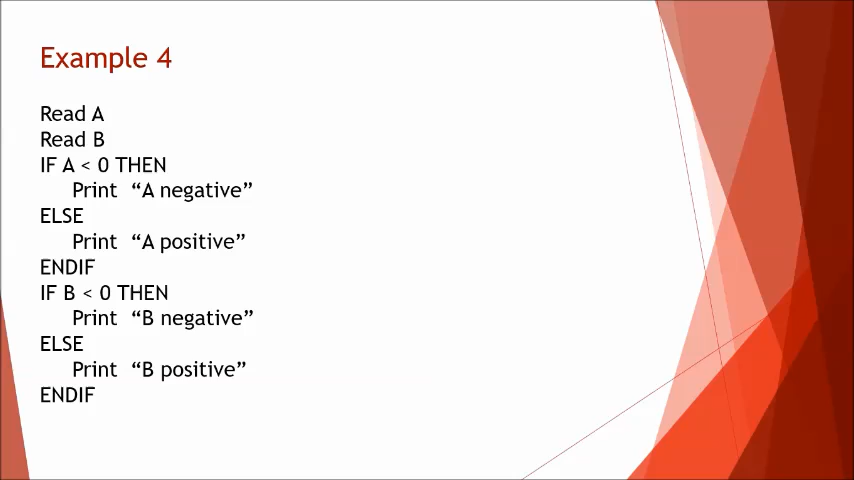 Example 4
Read A
Read B
IF A < 0 THEN
Print “A negative”
ELSE
Print “A positive”
ENDIF
IF B < 0 THEN
Print “B negative”
ELSE
Print “B positive”
ENDIF